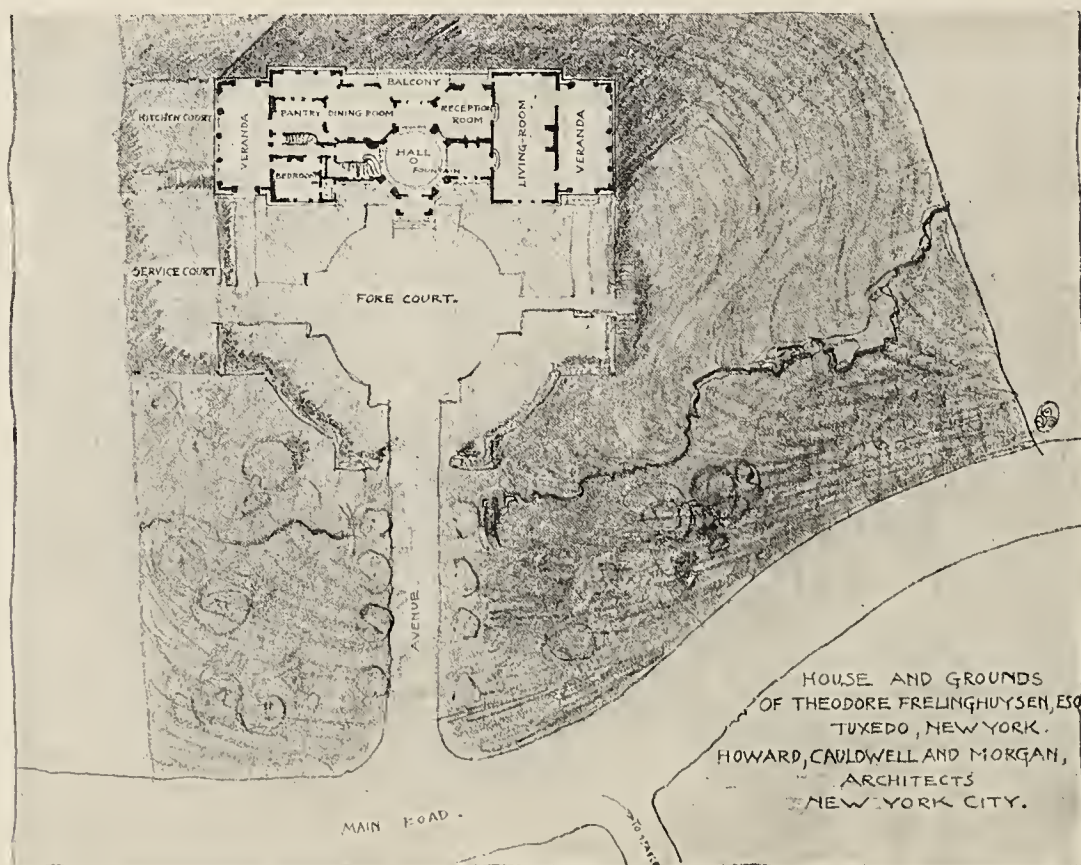 BALCONY
KITCHEN COURT
VERANDA
PANTRY
DINING ROOM
RECEPTION
ROOM
LIVING-ROOM
VERANDA
HALL
FOUNTAIN
BEDROOM
SERVICE COURT
FORE COURT.
AVENUE
HOUSE AND GROUNDS
OF THEODORE FRELINGHUYSEN, ESQ
TUXEDO, NEW YORK.
HOWARD, CAULDWELL AND MORGAN,
ARCHITECTS
NEW YORK CITY.
MAIN ROAD.
TO STATION